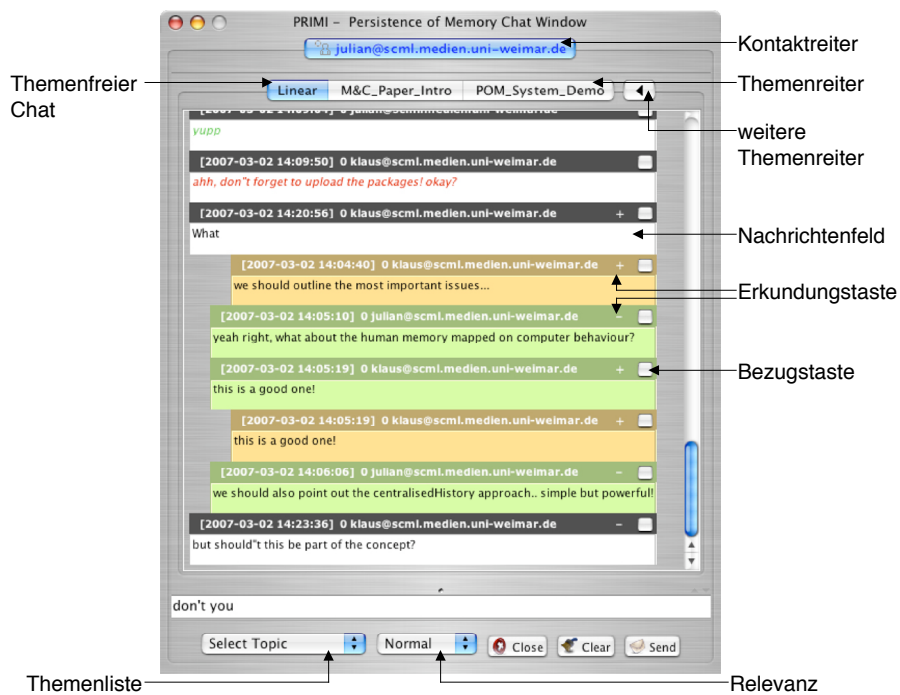 PRIMI – Persistence of Memory Chat Window
julian@scml.medien.uni-weimar.de
Kontaktreiter
Themenfreier
Chat
Linear M&C_Paper_Intro POM_System_Demo
Themenreiter
weitere
Themenreiter
yupp
[2007-03-02 14:09:50] 0 klaus@scml.medien.uni-weimar.de
ahh, don"t forget to upload the packages! okay?
[2007-03-02 14:20:56] 0 klaus@scml.medien.uni-weimar.de +
What
Nachrichtenfeld
[2007-03-02 14:04:40] 0 klaus@scml.medien.uni-weimar.de +
we should outline the most important issues...
Erkundungstaste
[2007-03-02 14:05:10] 0 julian@scml.medien.uni-weimar.de –
yeah right, what about the human memory mapped on computer behaviour?
[2007-03-02 14:05:19] 0 klaus@scml.medien.uni-weimar.de +
Bezugstaste
this is a good one!
[2007-03-02 14:05:19] 0 klaus@scml.medien.uni-weimar.de +
this is a good one!
[2007-03-02 14:06:06] 0 julian@scml.medien.uni-weimar.de –
we should also point out the centralisedHistory approach.. simple but powerful!
[2007-03-02 14:23:36] 0 klaus@scml.medien.uni-weimar.de –
but should"t this be part of the concept?
don't you
Select Topic Normal Close Clear Send
Themenliste
Relevanz